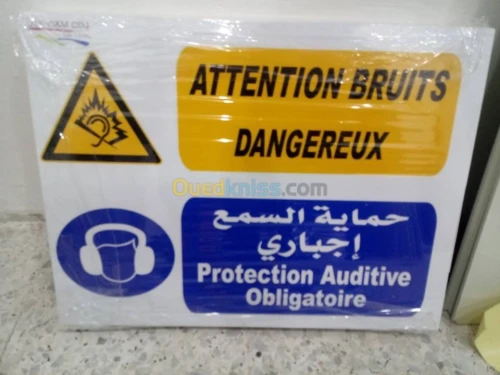 ATTENTION BRUITS
DANGEREUX
Ouedkniss.com
حماية السمع
إجباري
Protection Auditive
Obligatoire